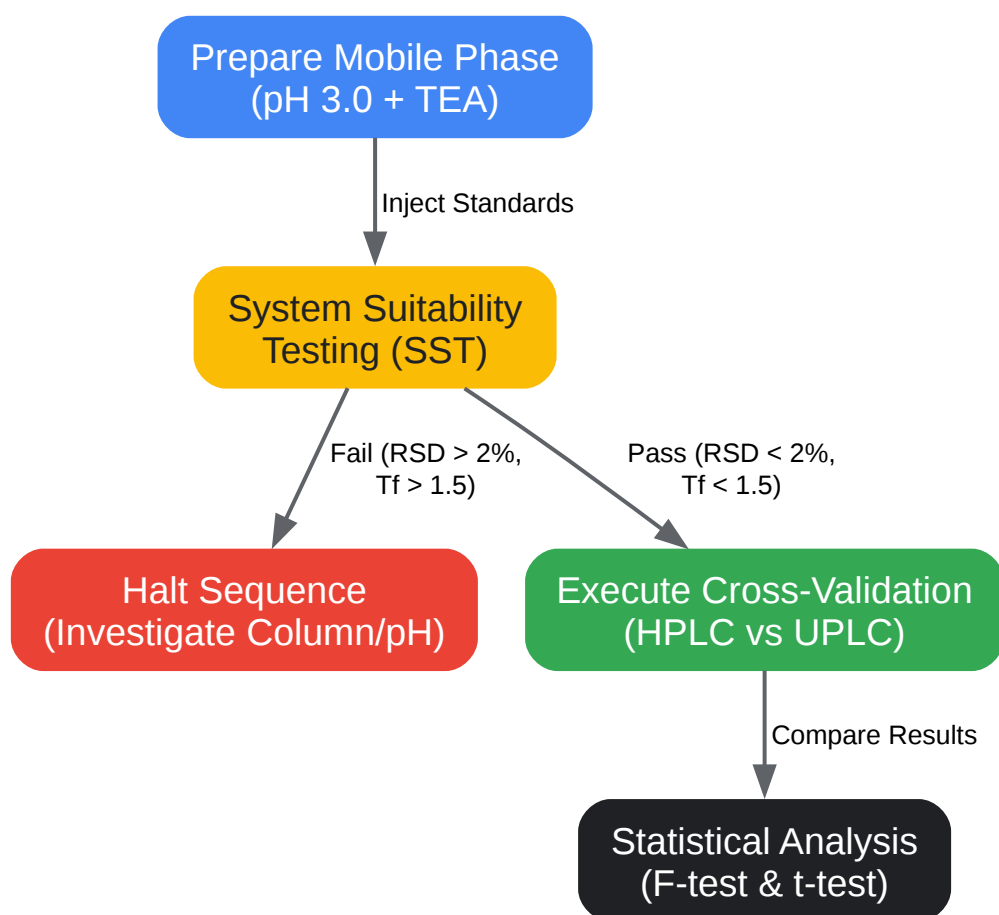 Prepare Mobile Phase
(pH 3.0 + TEA)
Inject Standards
System Suitability
Testing (SST)
Fail (RSD > 2%,
Tf > 1.5)
Pass (RSD < 2%,
Tf < 1.5)
Halt Sequence
(Investigate Column/pH)
Execute Cross-Validation
(HPLC vs UPLC)
Compare Results
Statistical Analysis
(F-test & t-test)